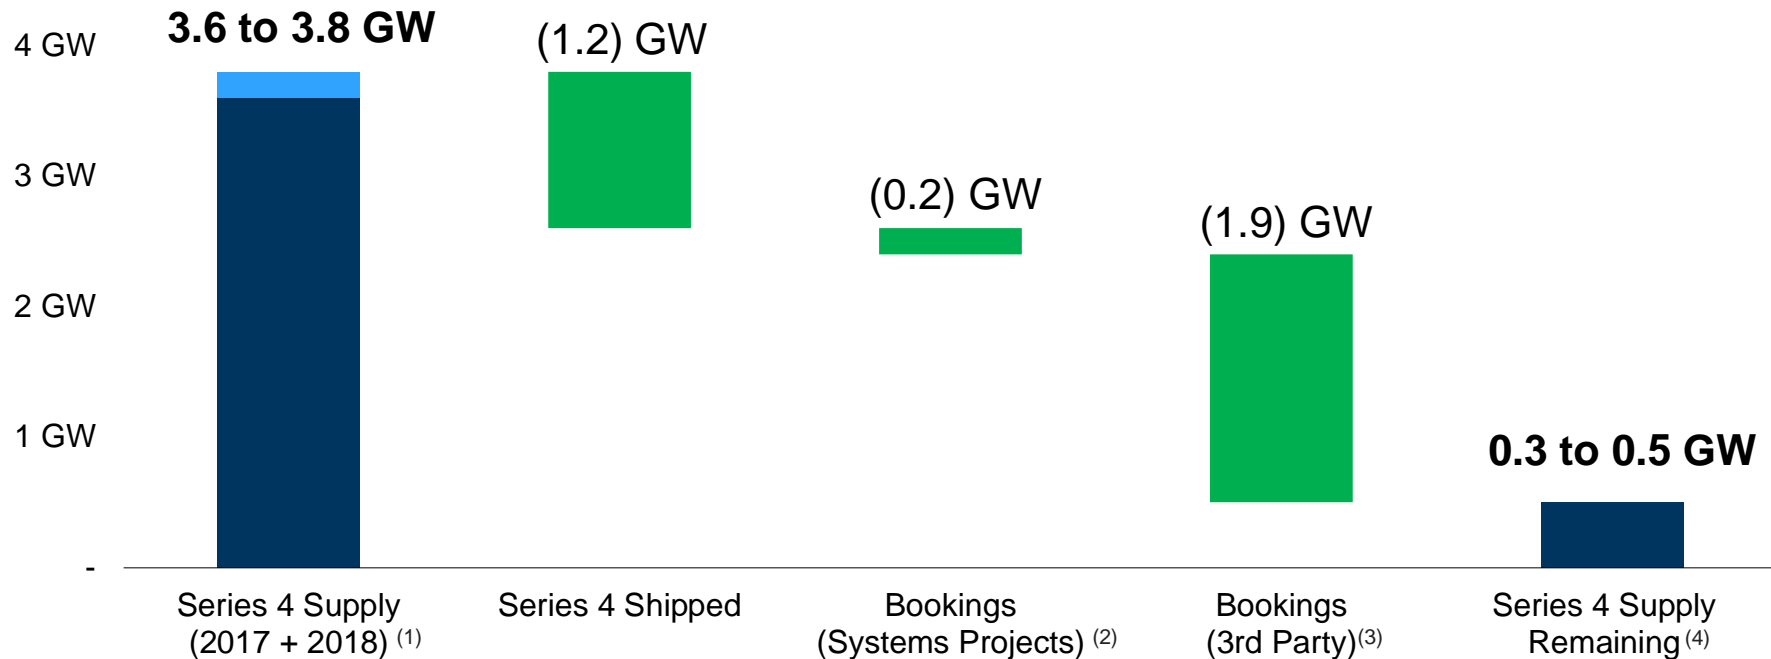 4 GW
3 GW
2 GW
1 GW
-
3.6 to 3.8 GW
(1.2) GW
(0.2) GW
(1.9) GW
0.3 to 0.5 GW
Series 4 Supply
(2017 + 2018) (1)
Series 4 Shipped
Bookings
(Systems Projects) (2)
Bookings
(3rd Party)(3)
Series 4 Supply
Remaining (4)